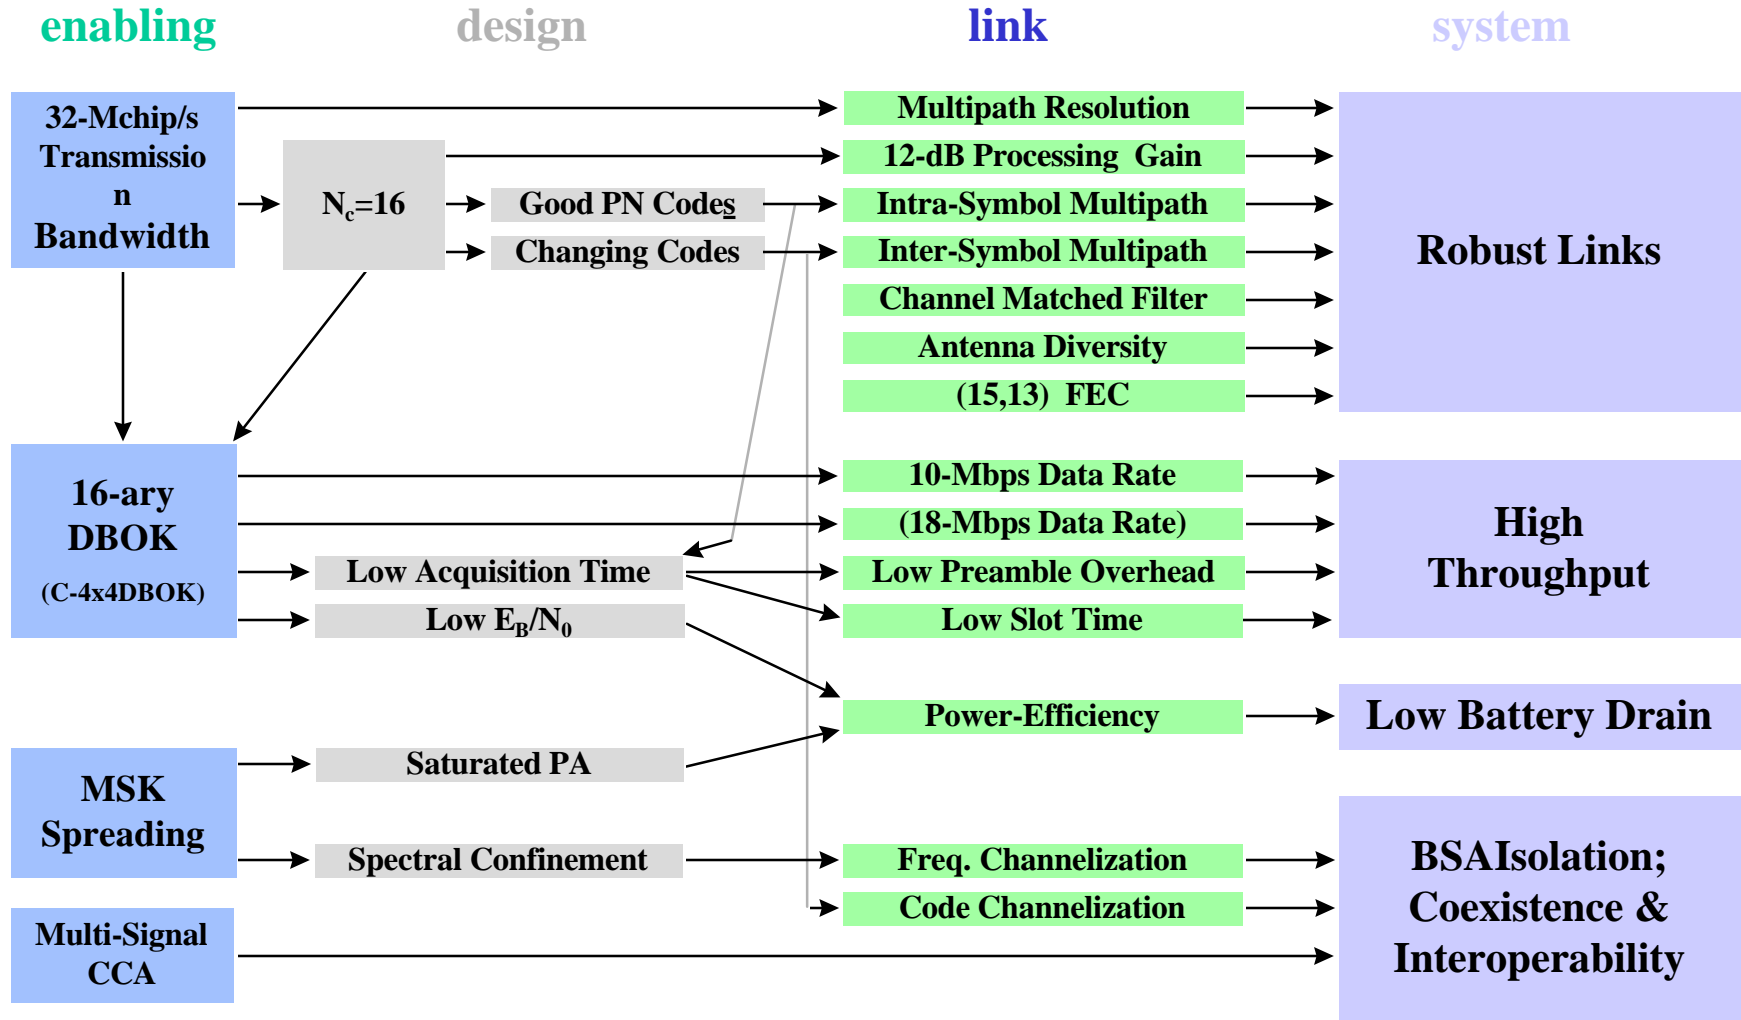 enabling
design
link
system
32-Mchip/s
Transmissio
n
Bandwidth
N_c=16
Good PN Codes
Changing Codes
Multipath Resolution
12-dB Processing Gain
Intra-Symbol Multipath
Inter-Symbol Multipath
Channel Matched Filter
Antenna Diversity
(15,13) FEC
Robust Links
16-ary
DBOK
(C-4x4DBOK)
Low Acquisition Time
Low E_B/N_0
10-Mbps Data Rate
(18-Mbps Data Rate)
Low Preamble Overhead
Low Slot Time
High
Throughput
Power-Efficiency
Low Battery Drain
MSK
Spreading
Saturated PA
Spectral Confinement
Freq. Channelization
Code Channelization
BSAIsolation;
Coexistence &
Interoperability
Multi-Signal
CCA